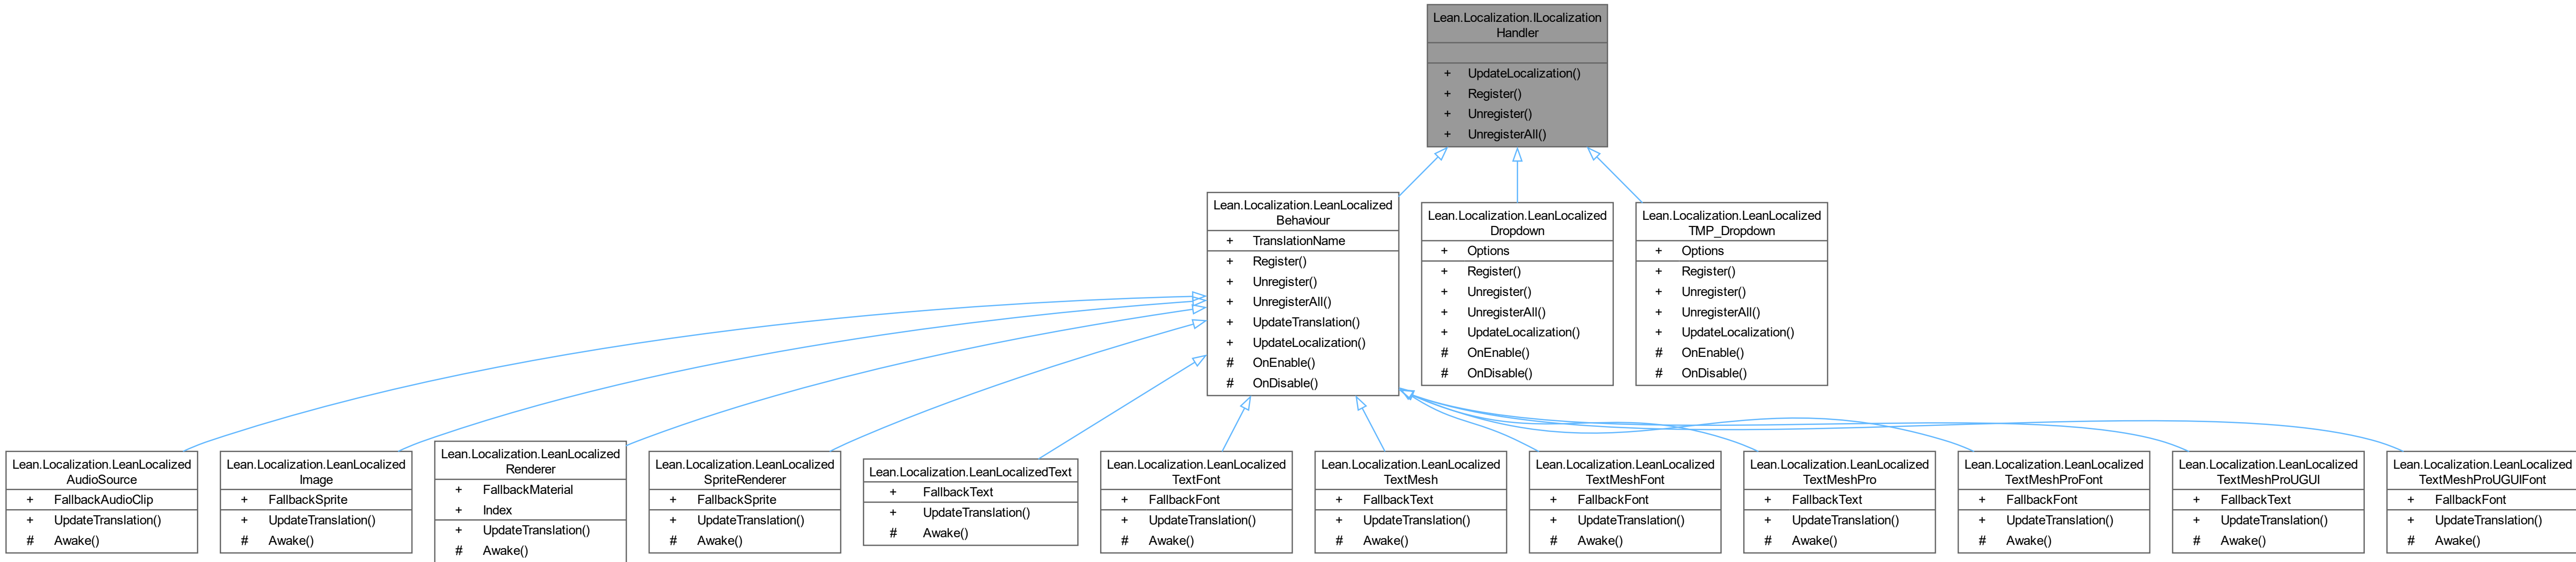 Lean.Localization.ILocalization
Handler
+ UpdateLocalization()
+ Register()
+ Unregister()
+ UnregisterAll()
Lean.Localization.LeanLocalized
Behaviour
+ TranslationName
+ Register()
+ Unregister()
+ UnregisterAll()
+ UpdateTranslation()
+ UpdateLocalization()
# OnEnable()
# OnDisable()
Lean.Localization.LeanLocalized
Dropdown
+ Options
+ Register()
+ Unregister()
+ UnregisterAll()
+ UpdateLocalization()
# OnEnable()
# OnDisable()
Lean.Localization.LeanLocalized
TMP_Dropdown
+ Options
+ Register()
+ Unregister()
+ UnregisterAll()
+ UpdateLocalization()
# OnEnable()
# OnDisable()
Lean.Localization.LeanLocalized
AudioSource
+ FallbackAudioClip
+ UpdateTranslation()
# Awake()
Lean.Localization.LeanLocalized
Image
+ FallbackSprite
+ UpdateTranslation()
# Awake()
Lean.Localization.LeanLocalized
Renderer
+ FallbackMaterial
+ Index
+ UpdateTranslation()
# Awake()
Lean.Localization.LeanLocalized
SpriteRenderer
+ FallbackSprite
+ UpdateTranslation()
# Awake()
Lean.Localization.LeanLocalizedText
+ FallbackText
+ UpdateTranslation()
# Awake()
Lean.Localization.LeanLocalized
TextFont
+ FallbackFont
+ UpdateTranslation()
# Awake()
Lean.Localization.LeanLocalized
TextMesh
+ FallbackText
+ UpdateTranslation()
# Awake()
Lean.Localization.LeanLocalized
TextMeshFont
+ FallbackFont
+ UpdateTranslation()
# Awake()
Lean.Localization.LeanLocalized
TextMeshPro
+ FallbackText
+ UpdateTranslation()
# Awake()
Lean.Localization.LeanLocalized
TextMeshProFont
+ FallbackFont
+ UpdateTranslation()
# Awake()
Lean.Localization.LeanLocalized
TextMeshProUGUI
+ FallbackText
+ UpdateTranslation()
# Awake()
Lean.Localization.LeanLocalized
TextMeshProUGUIFont
+ FallbackFont
+ UpdateTranslation()
# Awake()